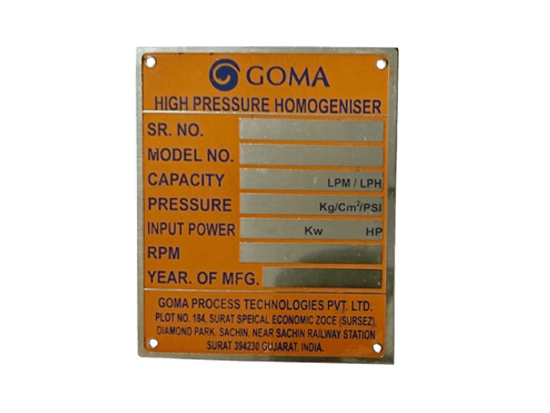 GOMA
HIGH PRESSURE HOMOGENISER
SR. NO.
MODEL NO.
CAPACITY LPM / LPH
PRESSURE Kg/Cm²/PSI
INPUT POWER Kw HP
RPM
YEAR. OF MFG.
GOMA PROCESS TECHNOLOGIES PVT. LTD.
PLOT NO. 184, SURAT SPEICAL ECONOMIC ZOCE (SURSEZ),
DIAMOND PARK, SACHIN, NEAR SACHIN RAILWAY STATION
SURAT 394230 GUJARAT, INDIA.